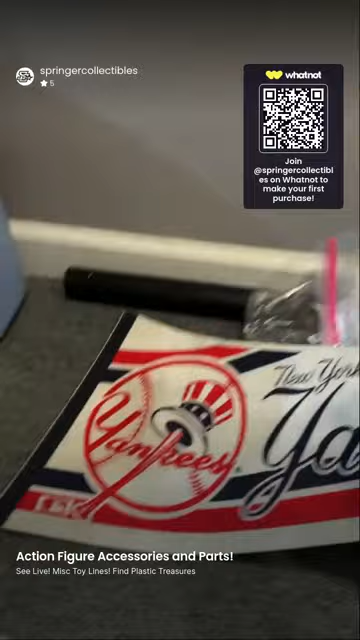 springercollectibles
5
whatnot
Join
@springercollectibl
es on Whatnot to
make your first
purchase!
New York
Ya
Yankees
Action Figure Accessories and Parts!
See Live! Misc Toy Lines! Find Plastic Treasures